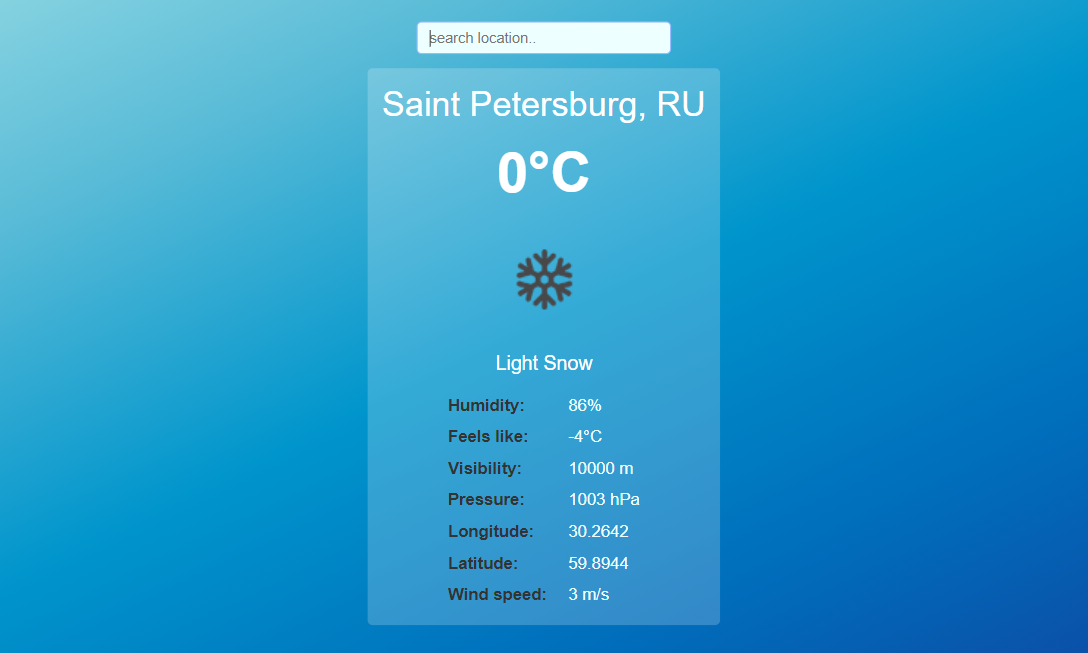 search location..
Saint Petersburg, RU
0°C
Light Snow
Humidity: 86%
Feels like: -4°C
Visibility: 10000 m
Pressure: 1003 hPa
Longitude: 30.2642
Latitude: 59.8944
Wind speed: 3 m/s